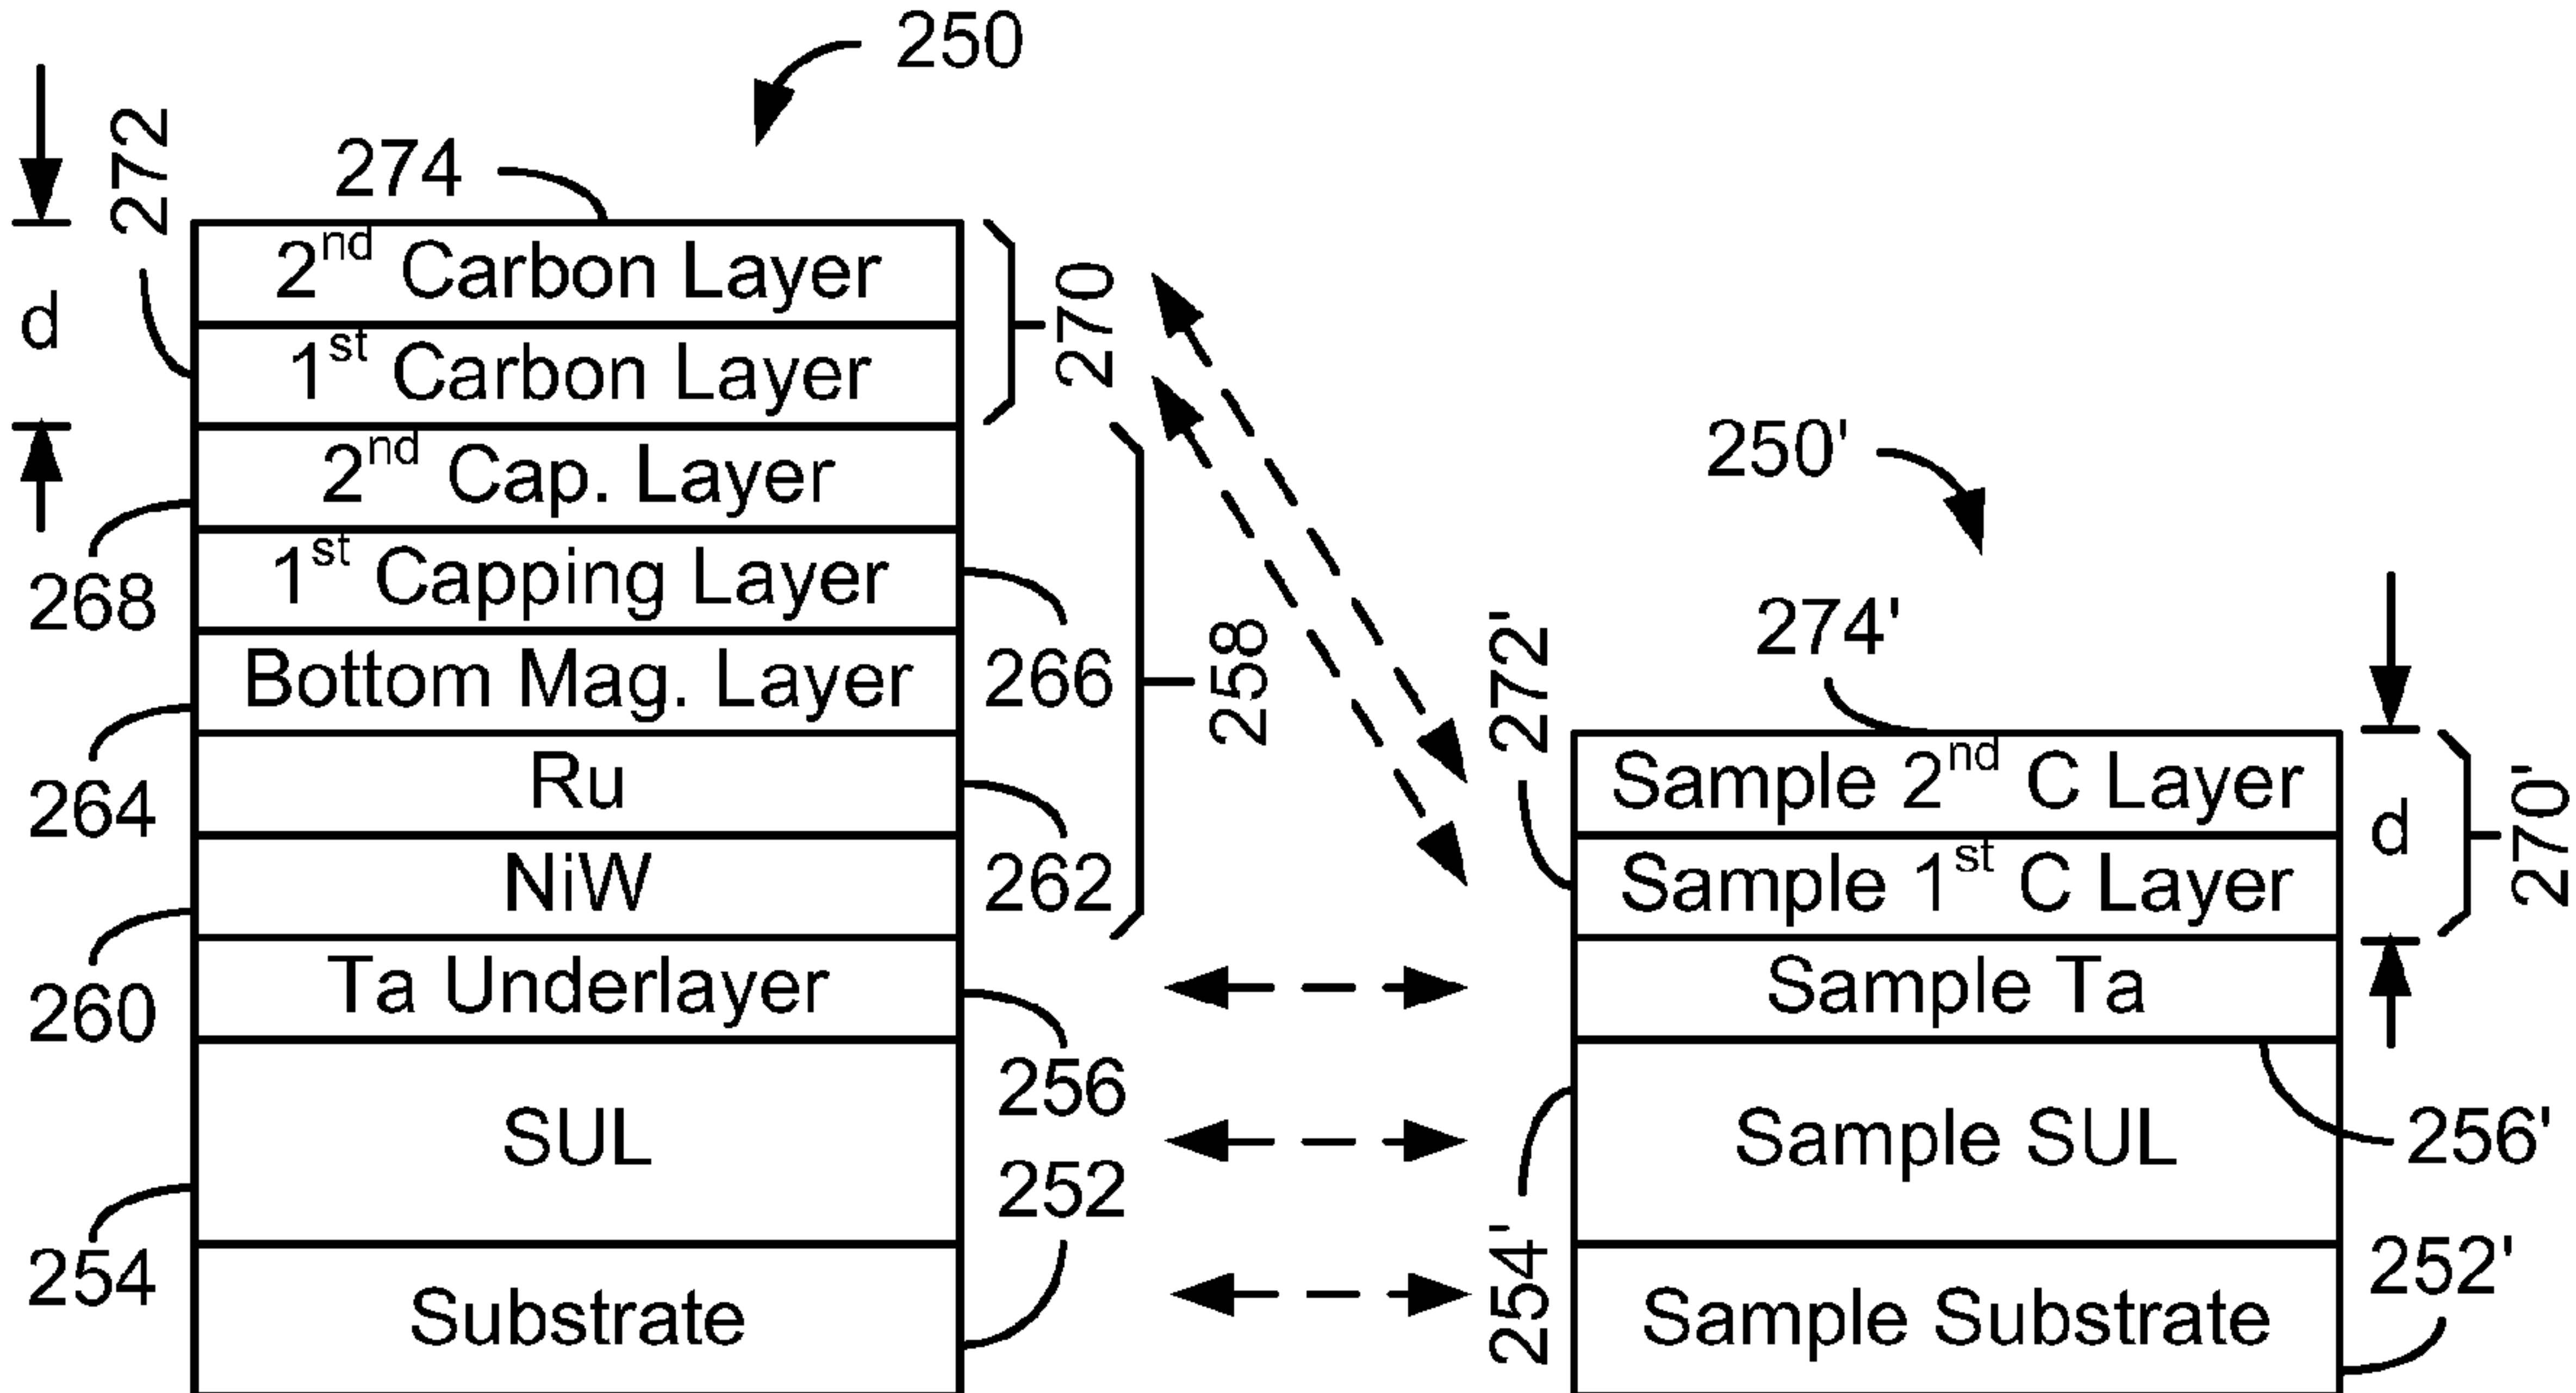 250
272
274
2nd Carbon Layer
d
1st Carbon Layer
270
2nd Cap. Layer
268
1st Capping Layer
266
258
Bottom Mag. Layer
264
Ru
262
NiW
260
Ta Underlayer
256
SUL
254
252
Substrate
250'
274'
272'
Sample 2nd C Layer
d
270'
Sample 1st C Layer
Sample Ta
256'
Sample SUL
254'
252'
Sample Substrate